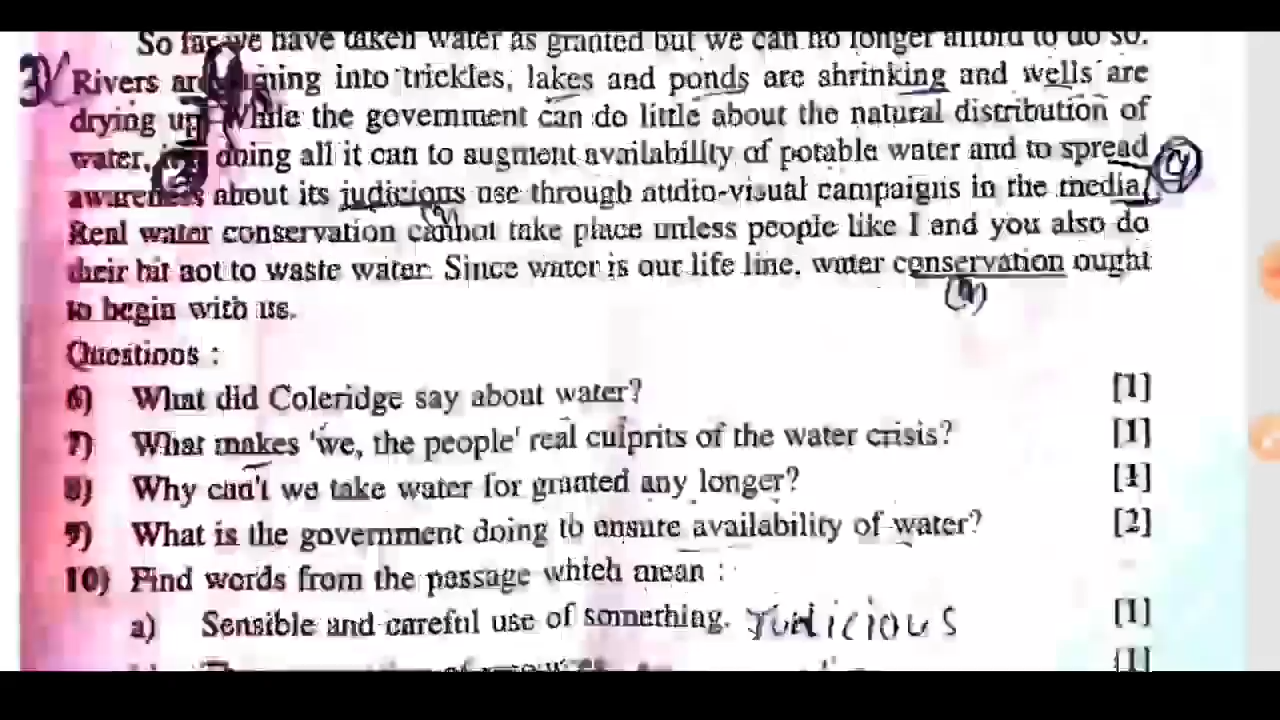 So far we have taken water as granted but we can no longer afford to do so.
3) Rivers are turning into trickles, lakes and ponds are shrinking and wells are
drying up. While the government can do little about the natural distribution of
water, it is doing all it can to augment availability of potable water and to spread
awareness about its judicious use through audio-visual campaigns in the media. (9)
Real water conservation cannot take place unless people like I and you also do
their bit not to waste water. Since water is our life line, water conservation ought
to begin with us.
Questions :
6) What did Coleridge say about water? [1]
7) What makes 'we, the people' real culprits of the water crisis? [1]
8) Why can't we take water for granted any longer? [1]
9) What is the government doing to ensure availability of water? [2]
10) Find words from the passage which mean :
a) Sensible and careful use of something. Judicious [1]
[1]